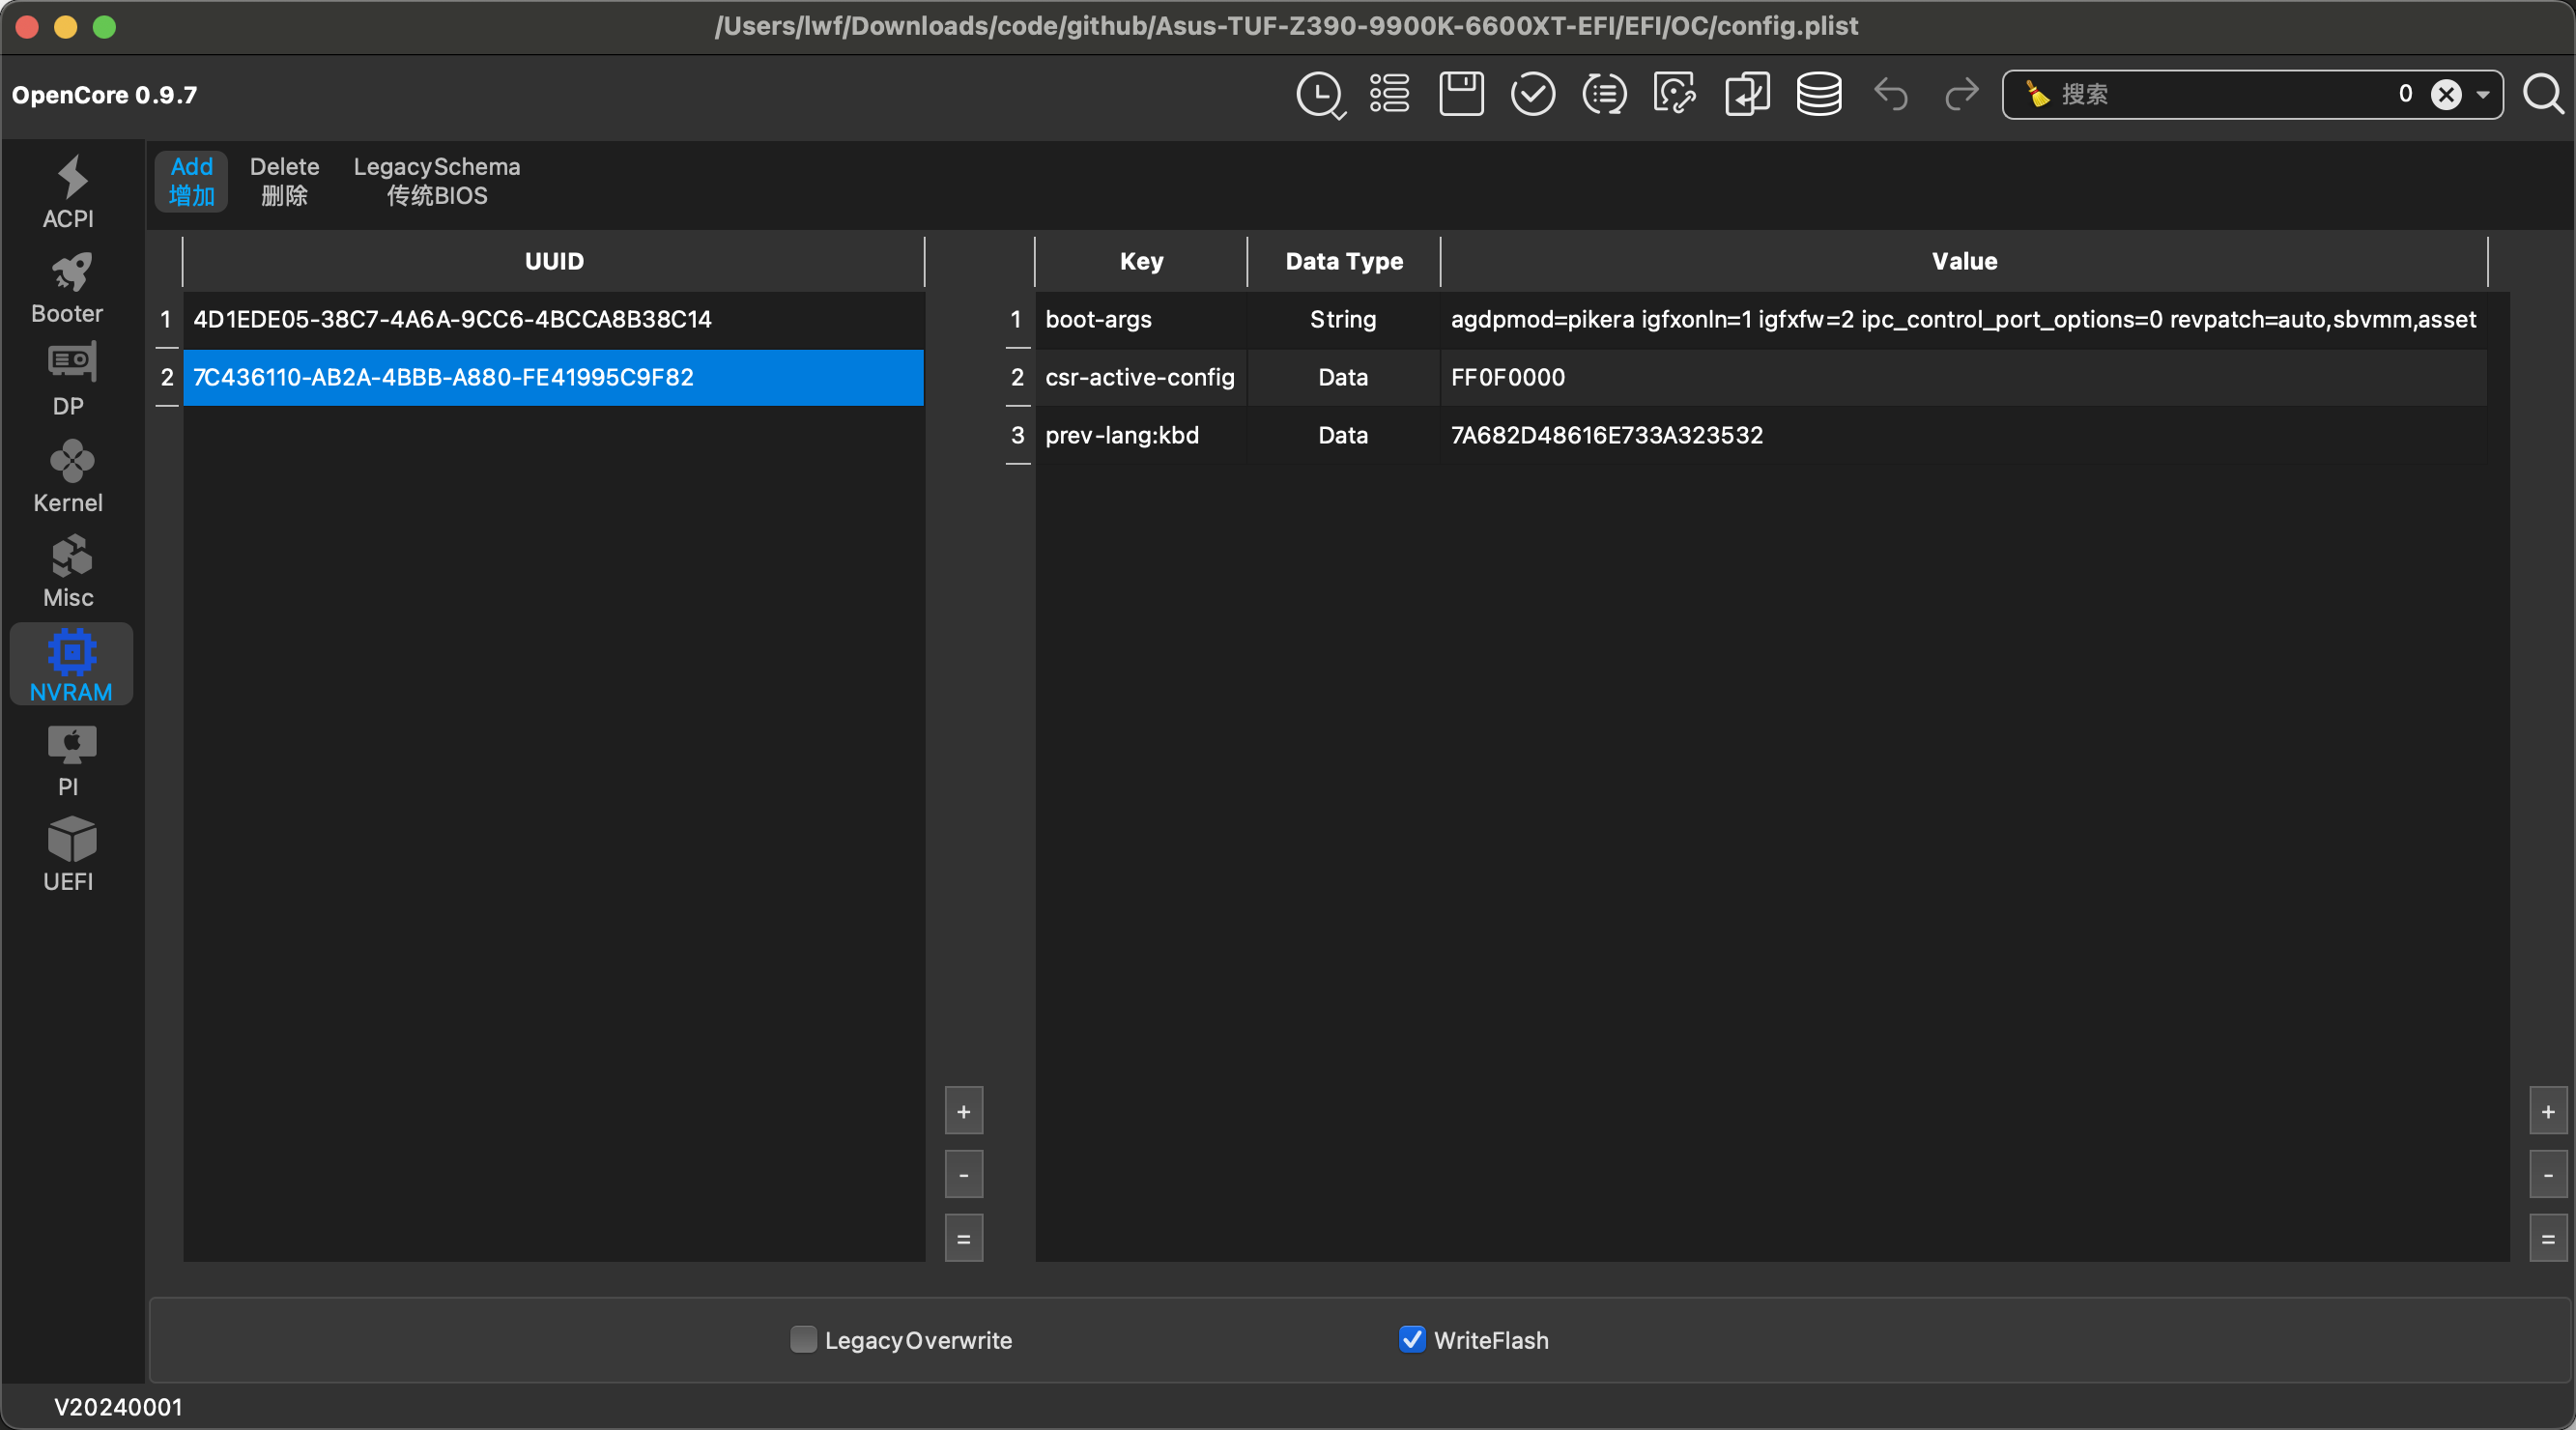 /Users/lwf/Downloads/code/github/Asus-TUF-Z390-9900K-6600XT-EFI/EFI/OC/config.plist
OpenCore 0.9.7
搜索 0
Add Delete LegacySchema
增加 删除 传统BIOS
ACPI
Booter
DP
Kernel
Misc
NVRAM
PI
UEFI
UUID
1 4D1EDE05-38C7-4A6A-9CC6-4BCCA8B38C14
2 7C436110-AB2A-4BBB-A880-FE41995C9F82
+
-
=
Key Data Type Value
1 boot-args String agdpmod=pikera igfxonln=1 igfxfw=2 ipc_control_port_options=0 revpatch=auto,sbvmm,asset
2 csr-active-config Data FF0F0000
3 prev-lang:kbd Data 7A682D48616E733A323532
+
-
=
LegacyOverwrite WriteFlash
V20240001